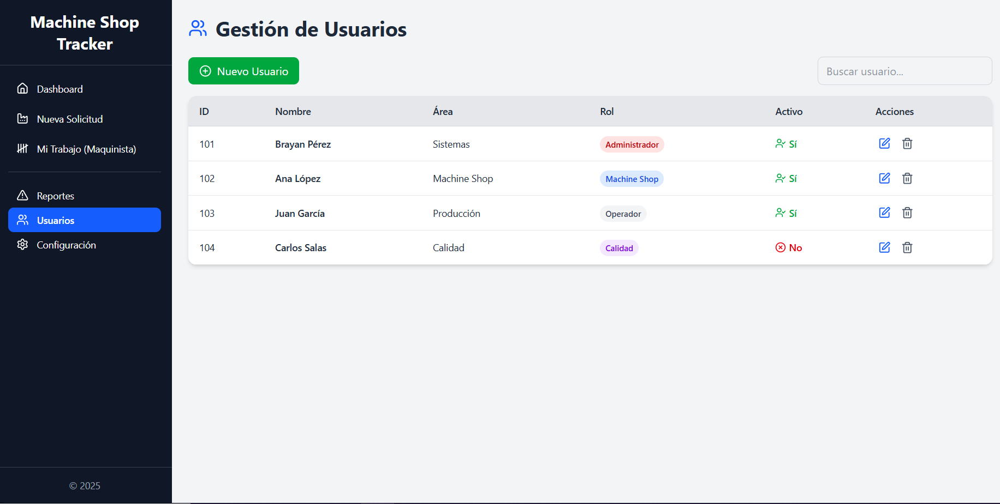 Machine Shop
Tracker
Dashboard
Nueva Solicitud
Mi Trabajo (Maquinista)
Reportes
Usuarios
Configuración
© 2025
Gestión de Usuarios
Nuevo Usuario
Buscar usuario...
ID Nombre Área Rol Activo Acciones
101 Brayan Pérez Sistemas Administrador Sí
102 Ana López Machine Shop Machine Shop Sí
103 Juan García Producción Operador Sí
104 Carlos Salas Calidad Calidad No